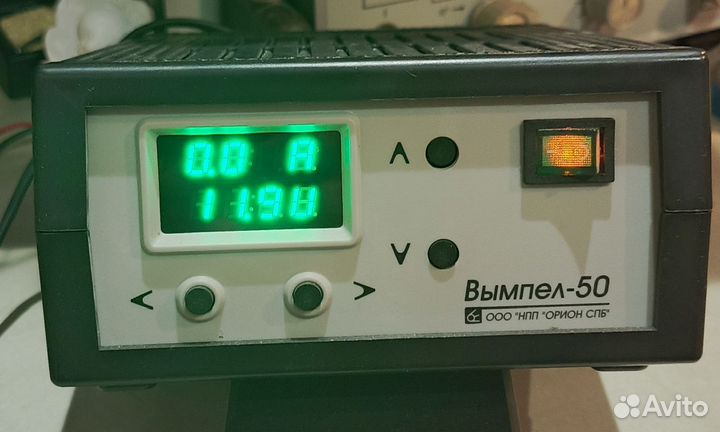 0.0 A
11.9U
Вымпел-50
ООО "НПП "ОРИОН СПБ"
Avito